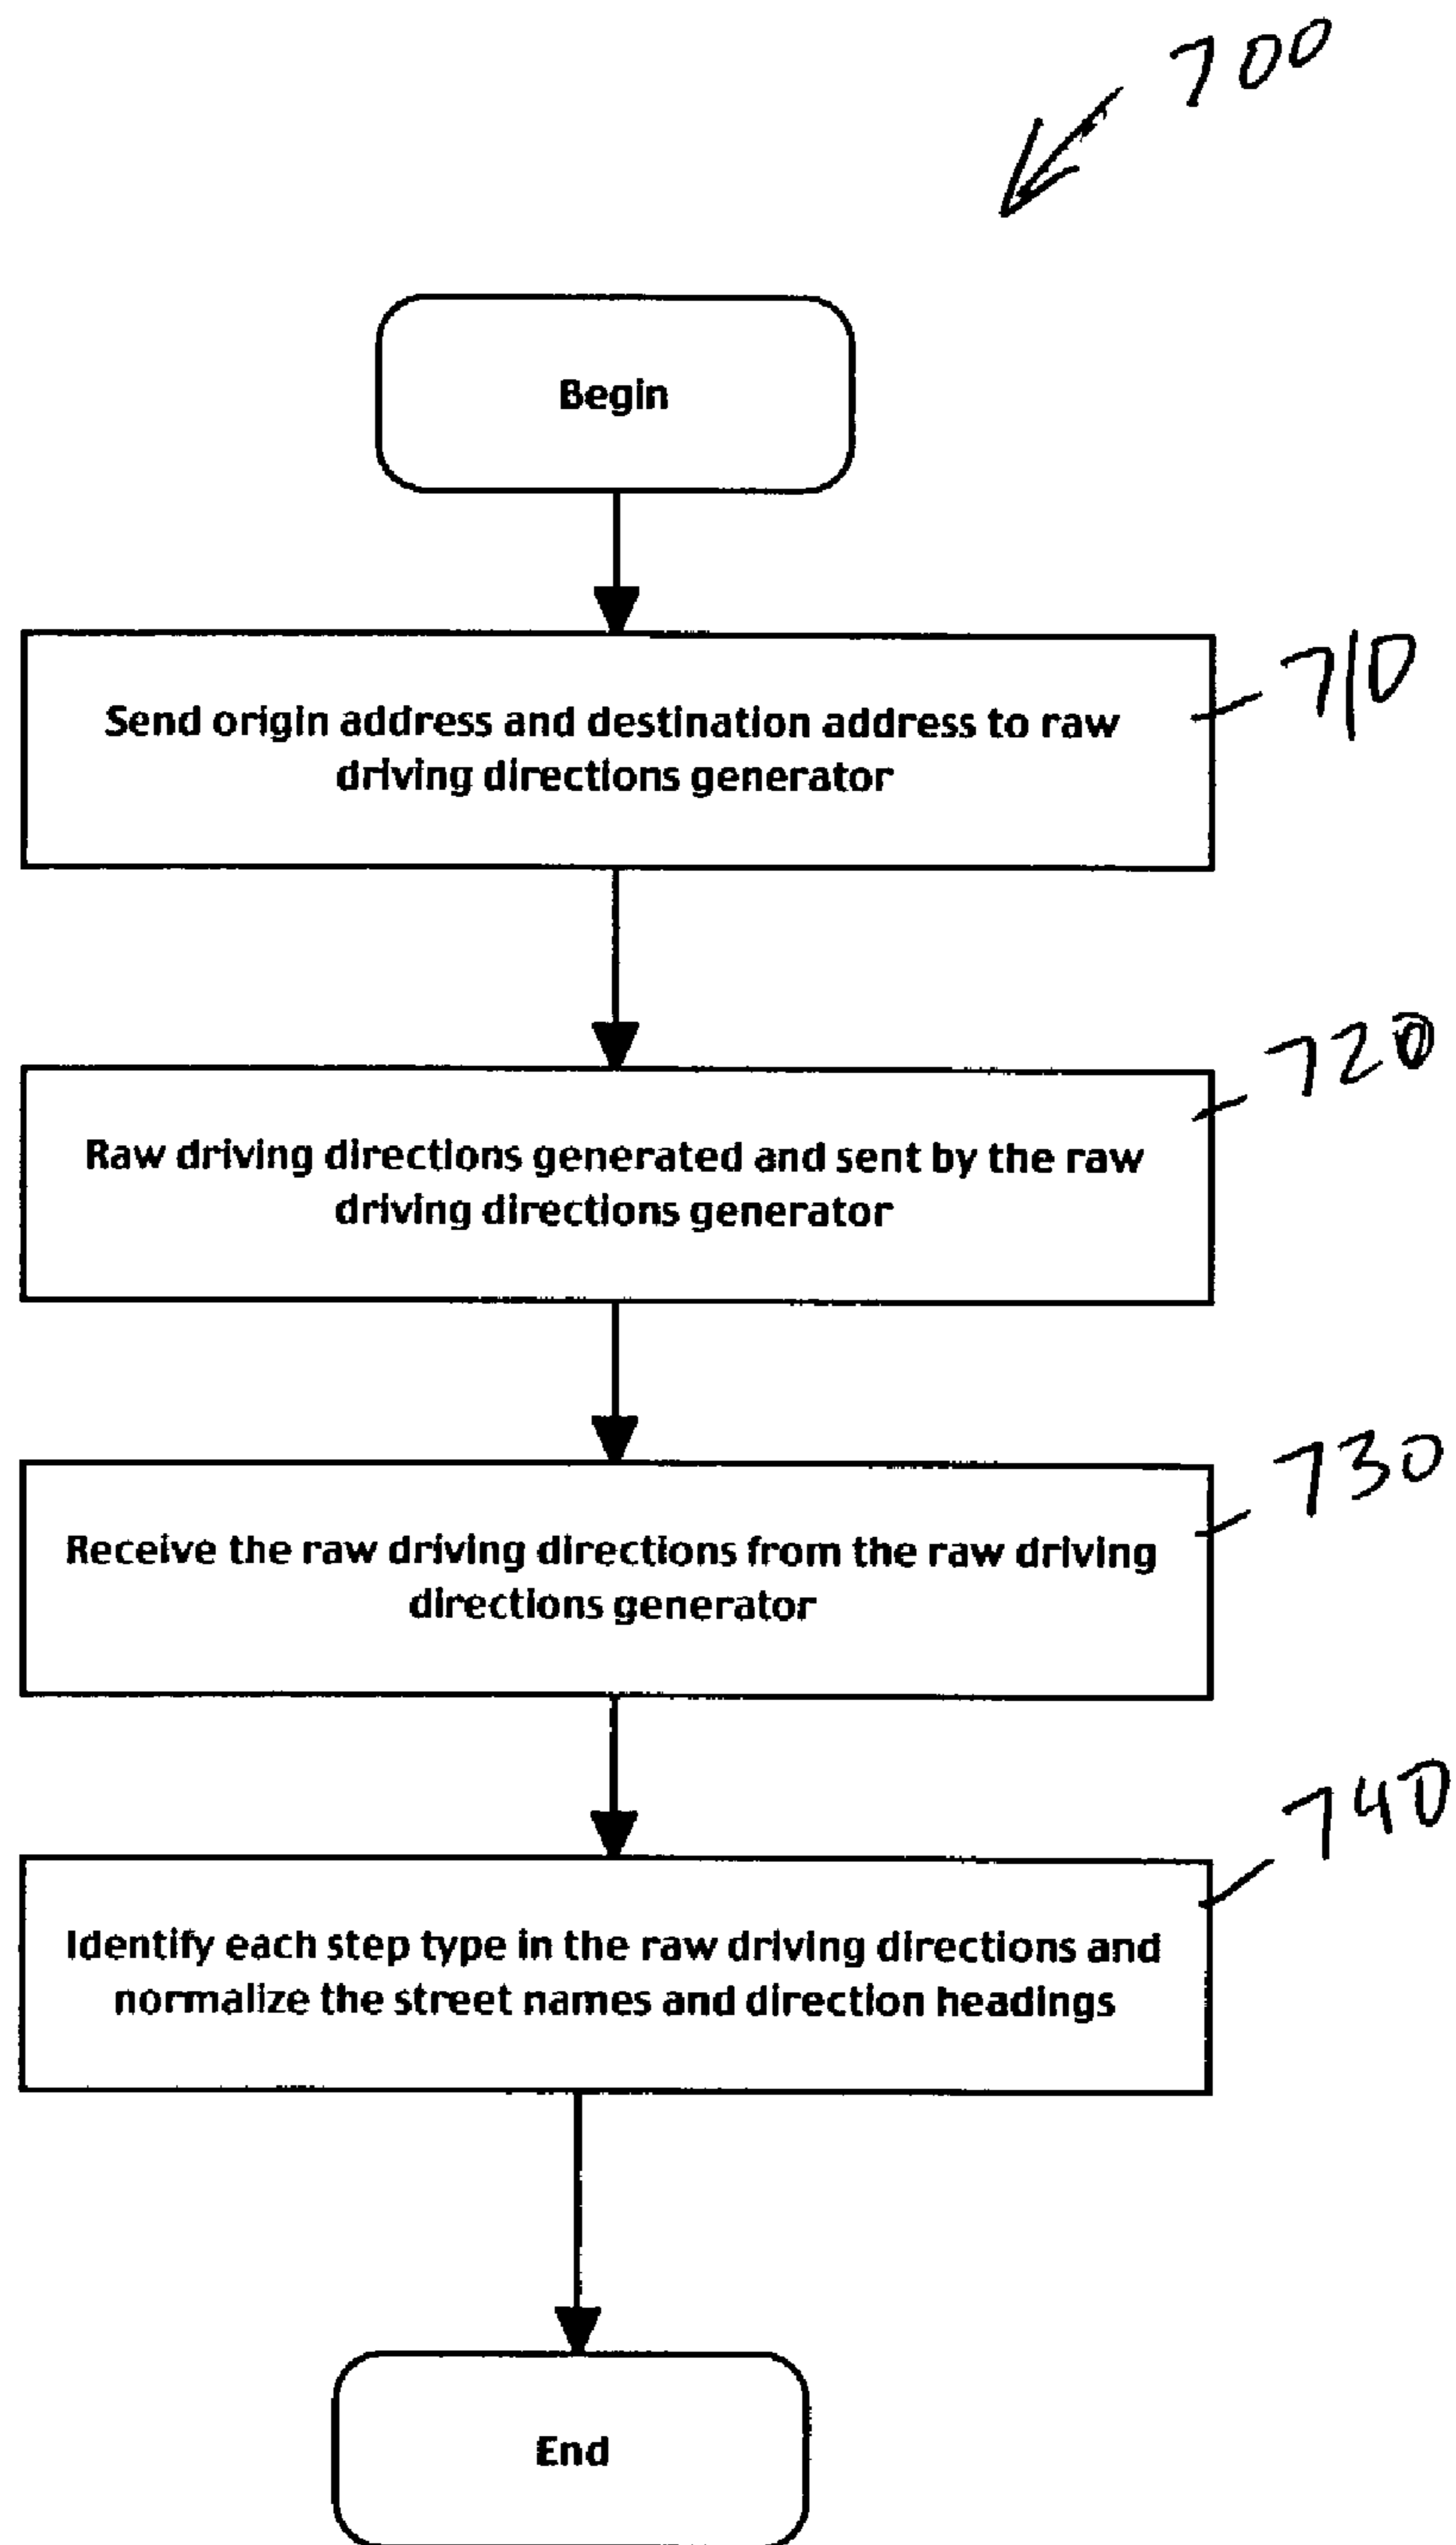 700
Begin
Send origin address and destination address to raw
driving directions generator
710
Raw driving directions generated and sent by the raw
driving directions generator
720
Receive the raw driving directions from the raw driving
directions generator
730
Identify each step type in the raw driving directions and
normalize the street names and direction headings
740
End